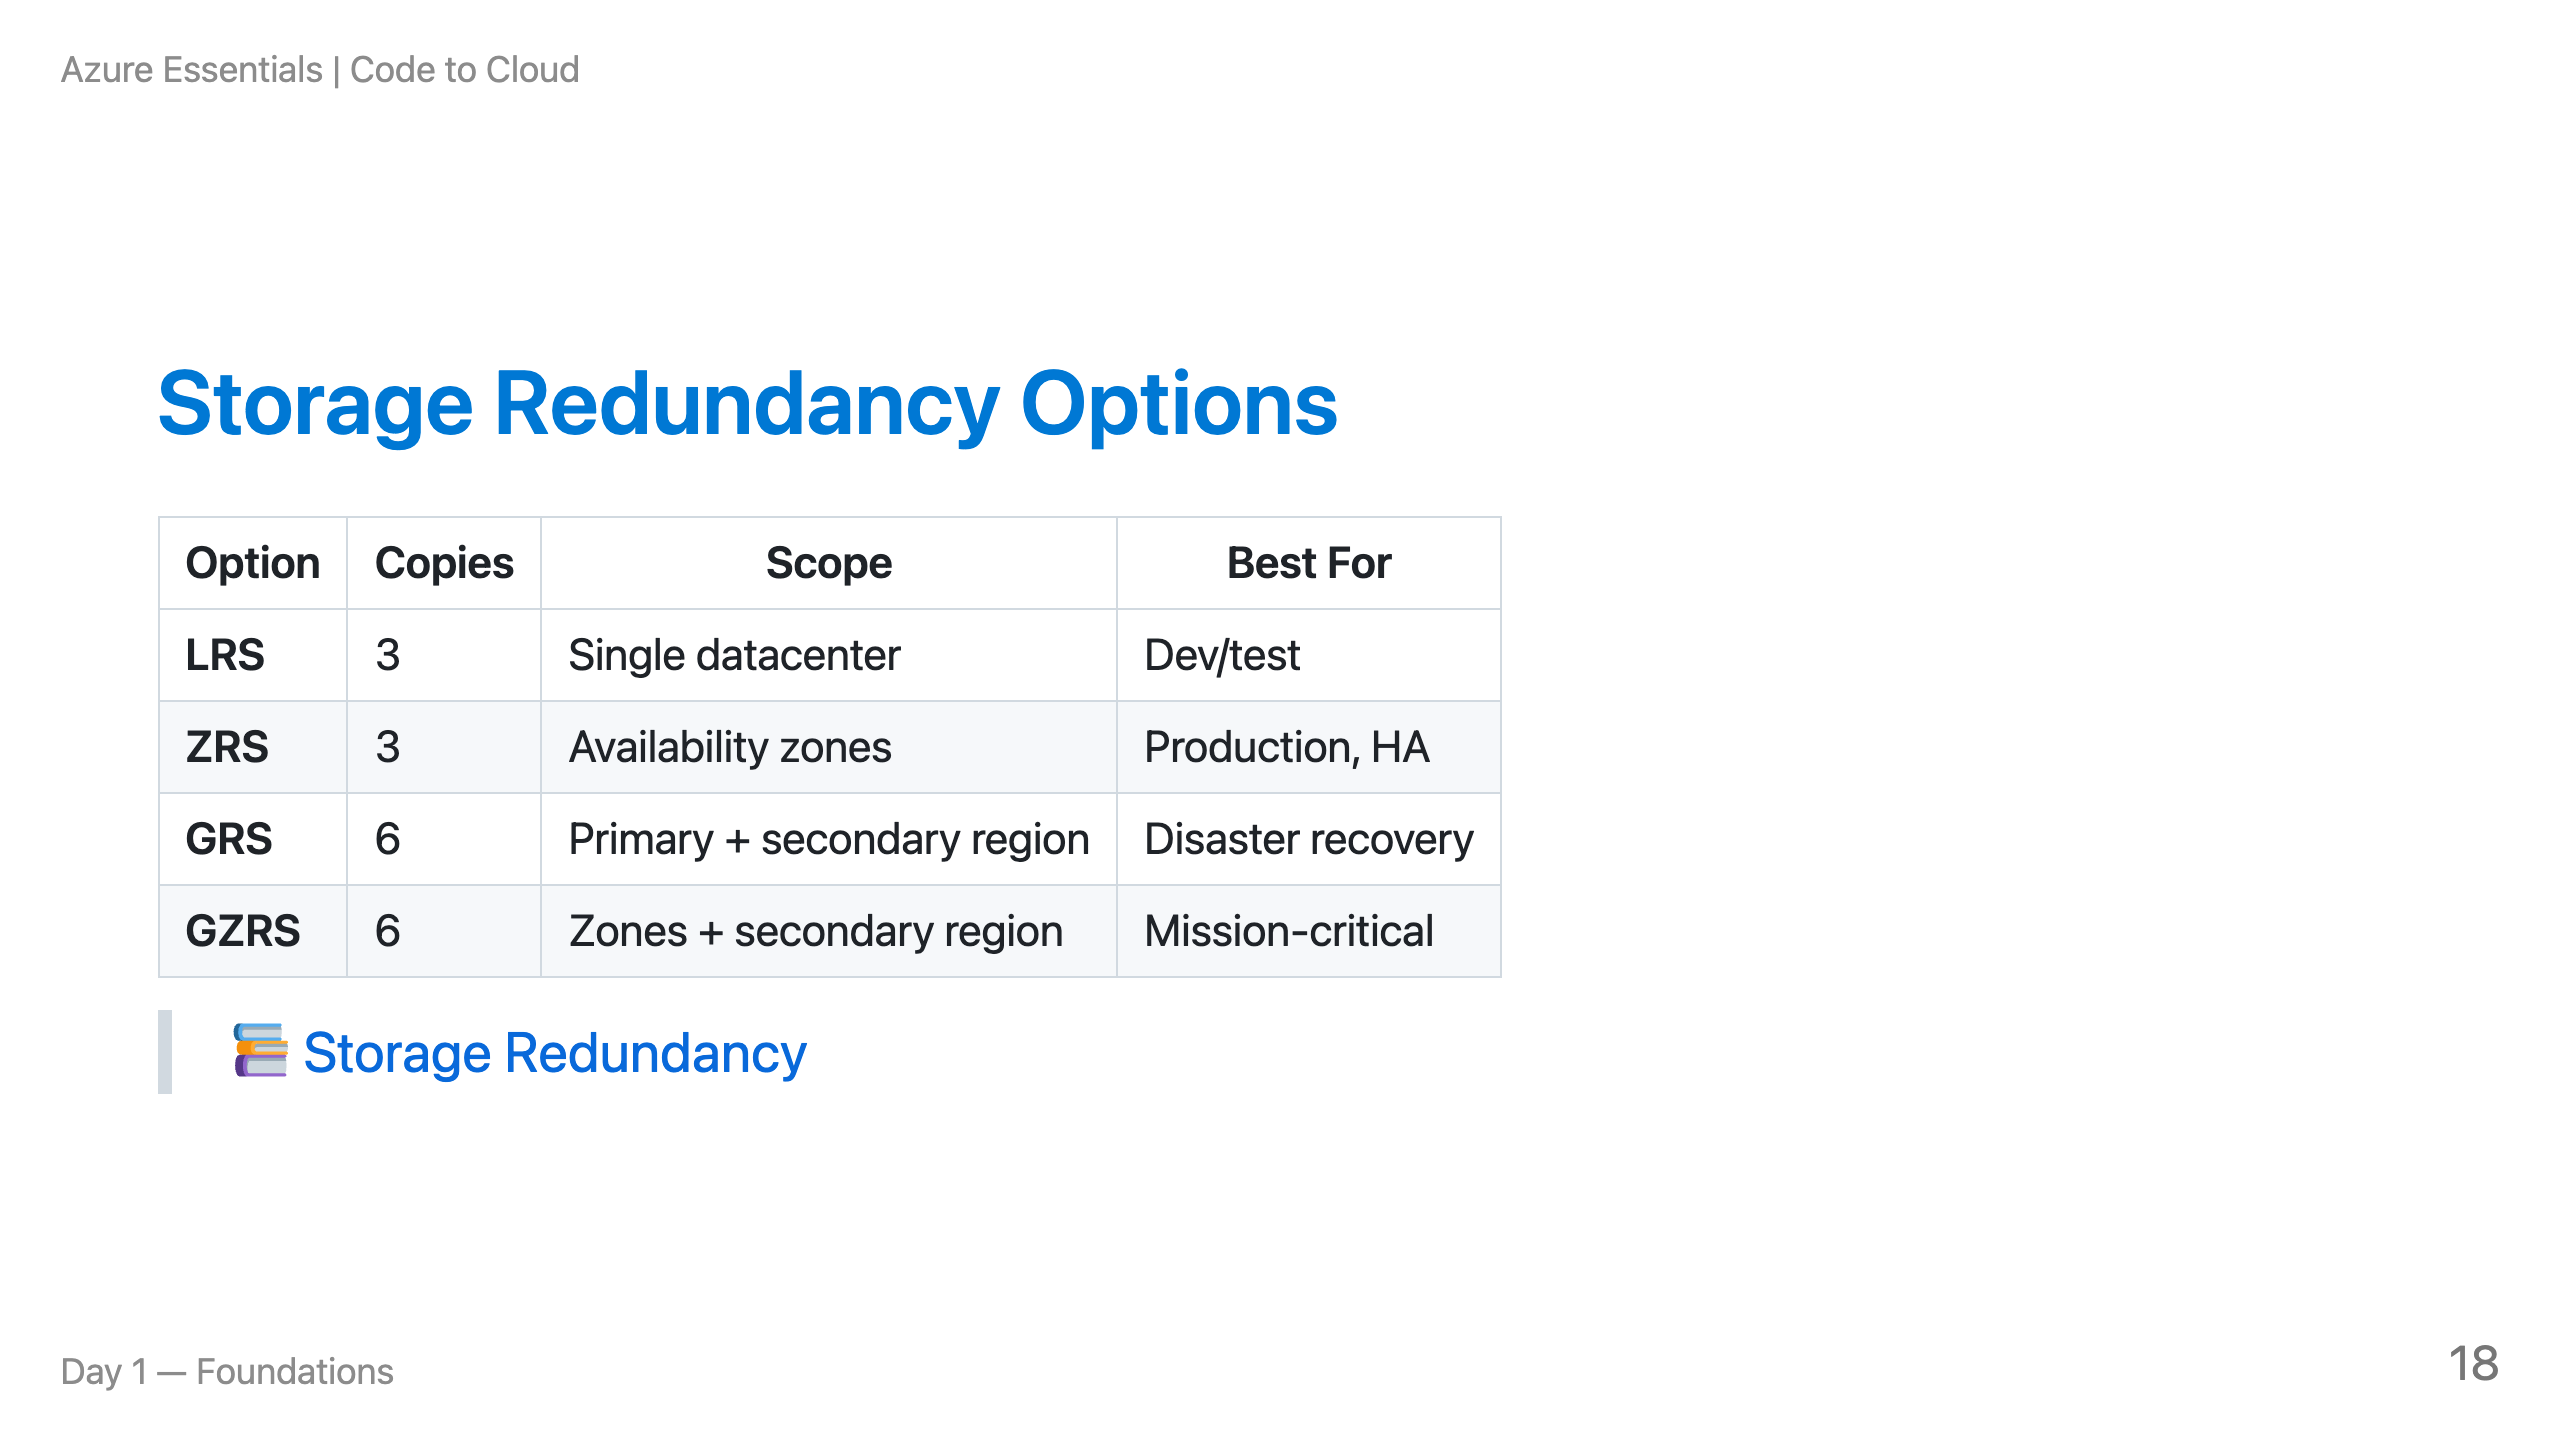 Azure Essentials | Code to Cloud
Storage Redundancy Options
Option Copies Scope Best For
LRS 3 Single datacenter Dev/test
ZRS 3 Availability zones Production, HA
GRS 6 Primary + secondary region Disaster recovery
GZRS 6 Zones + secondary region Mission-critical
📚 Storage Redundancy
Day 1 — Foundations
18